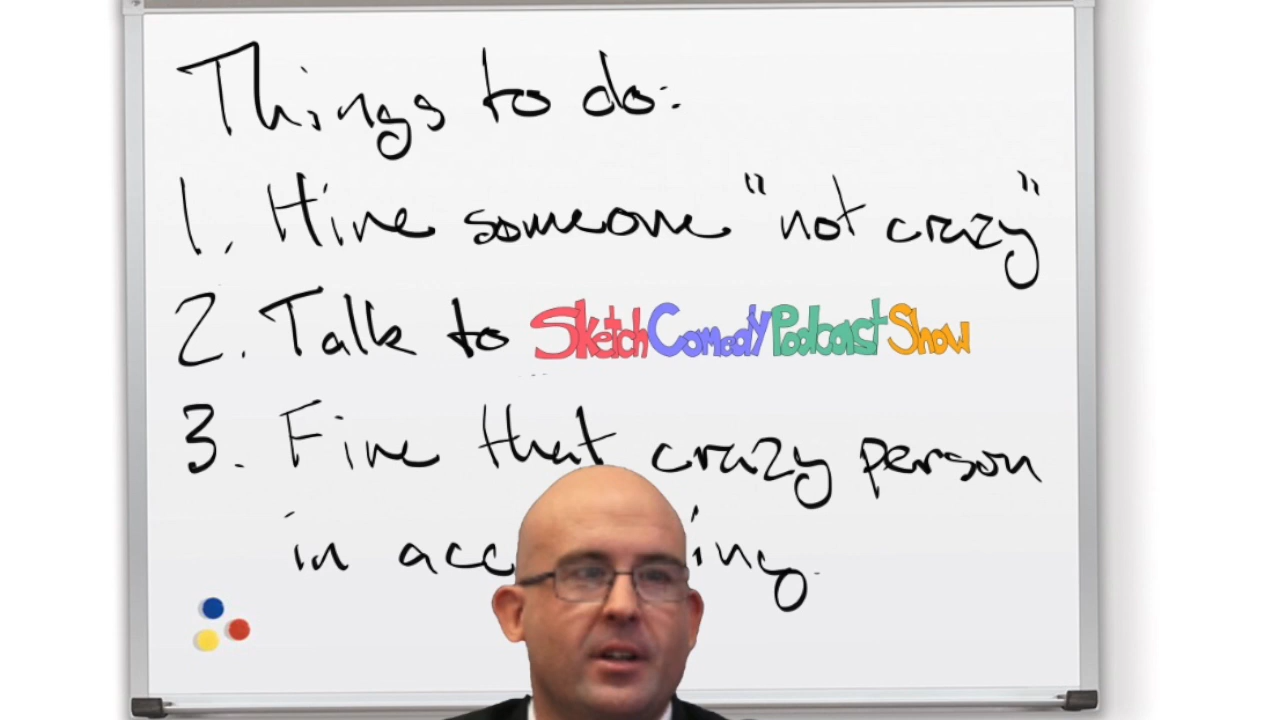 Things to do:
1. Hire someone "not crazy"
2. Talk to SketchComedyPodcastShow
3. Fire that crazy person
in acc ing.